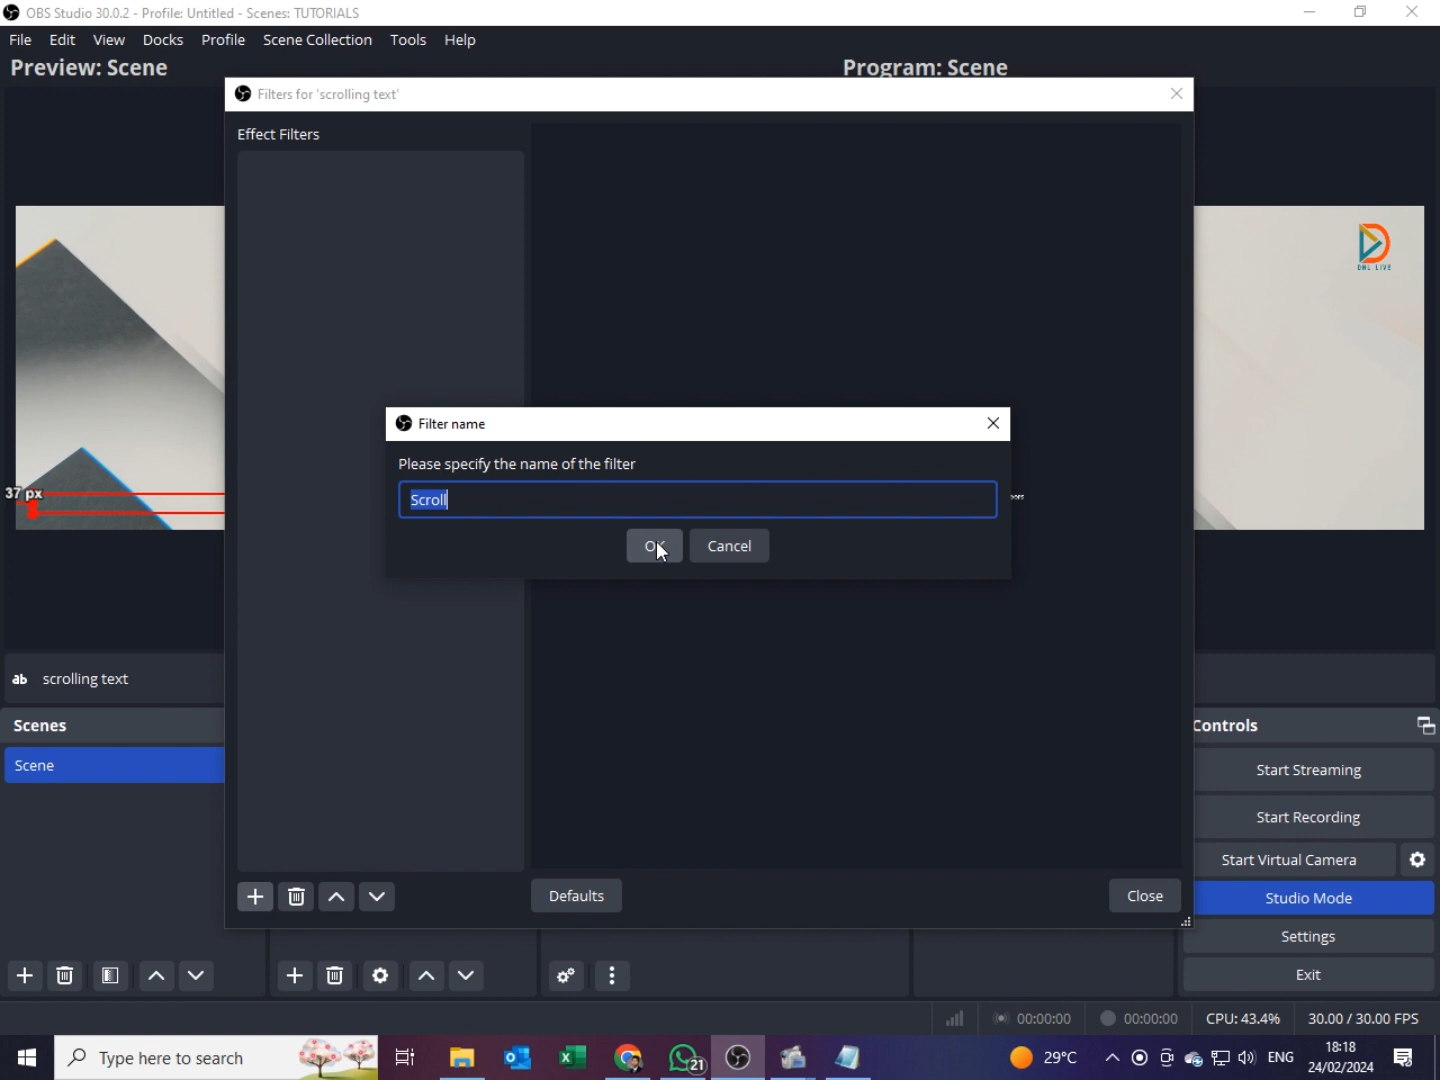 OBS Studio 30.0.2 - Profile: Untitled - Scenes: TUTORIALS
File Edit View Docks Profile Scene Collection Tools Help
Preview: Scene
Program: Scene
Filters for 'scrolling text'
Effect Filters
DML LIVE
Filter name
Please specify the name of the filter
Scroll
OK
Cancel
37 px
ab scrolling text
Scenes
Scene
Controls
Start Streaming
Start Recording
Start Virtual Camera
Studio Mode
Settings
Exit
Defaults
Close
00:00:00
00:00:00
CPU: 43.4%
30.00 / 30.00 FPS
Type here to search
21
29°C
ENG
18:18
24/02/2024